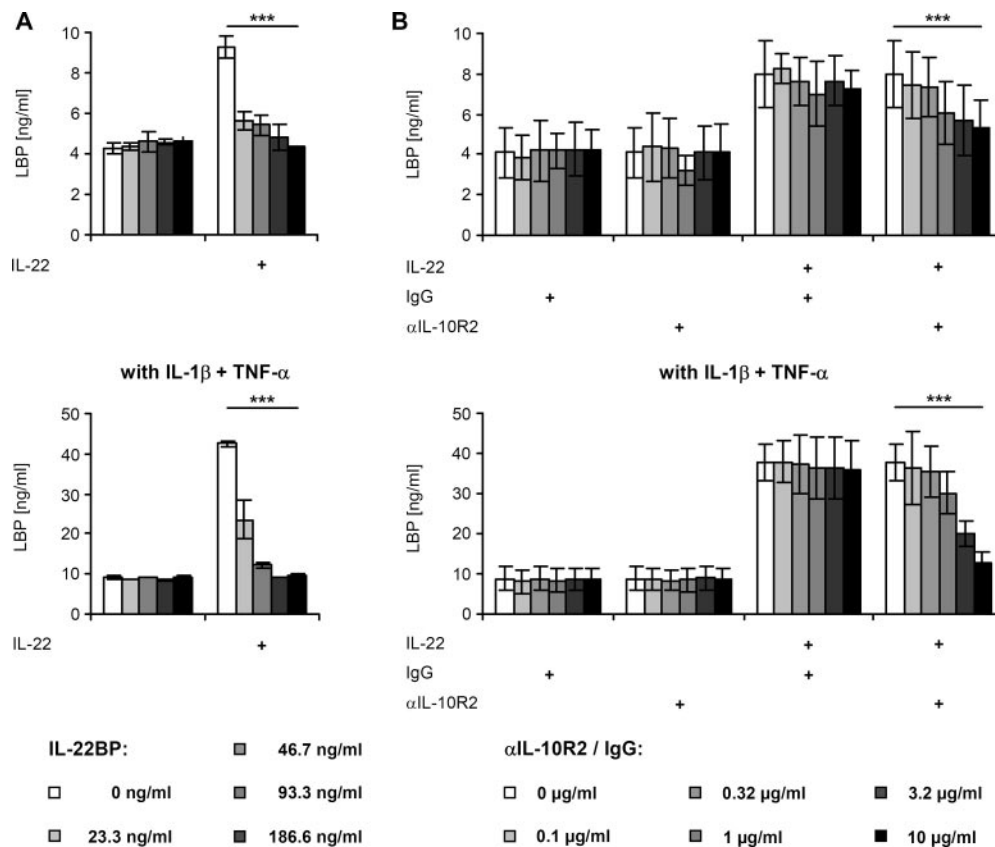 A
***
10
8
6
4
2
0
LBP [ng/ml]
IL-22
+
B
***
10
8
6
4
2
0
LBP [ng/ml]
IL-22 + +
IgG + +
αIL-10R2 + +
with IL-1β + TNF-α
***
50
40
30
20
10
0
LBP [ng/ml]
IL-22
+
with IL-1β + TNF-α
***
50
40
30
20
10
0
LBP [ng/ml]
IL-22 + +
IgG + +
αIL-10R2 + +
IL-22BP:
0 ng/ml
23.3 ng/ml
46.7 ng/ml
93.3 ng/ml
186.6 ng/ml
αIL-10R2 / IgG:
0 µg/ml
0.1 µg/ml
0.32 µg/ml
1 µg/ml
3.2 µg/ml
10 µg/ml